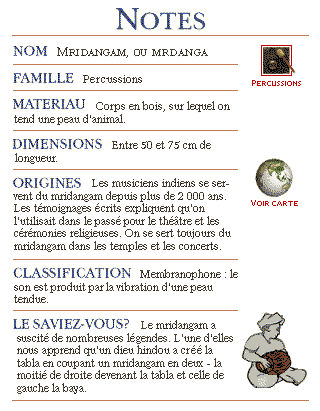 NOTES
NOM MRIDANGAM, OU MRDANGA
FAMILLE Percussions
PERCUSSIONS
MATERIAU Corps en bois, sur lequel on
tend une peau d'animal.
DIMENSIONS Entre 50 et 75 cm de
longueur.
ORIGINES Les musiciens indiens se ser-
vent du mridangam depuis plus de 2 000 ans.
Les témoignages écrits expliquent qu'on
l'utilisait dans le passé pour le théâtre et les
cérémonies religieuses. On se sert toujours du
mridangam dans les temples et les concerts.
VOIR CARTE
CLASSIFICATION Membranophone : le
son est produit par la vibration d'une peau
tendue.
LE SAVIEZ-VOUS? Le mridangam a
suscité de nombreuses légendes. L'une d'elles
nous apprend qu'un dieu hindou a créé la
tabla en coupant un mridangam en deux - la
moitié de droite devenant la tabla et celle de
gauche la baya.